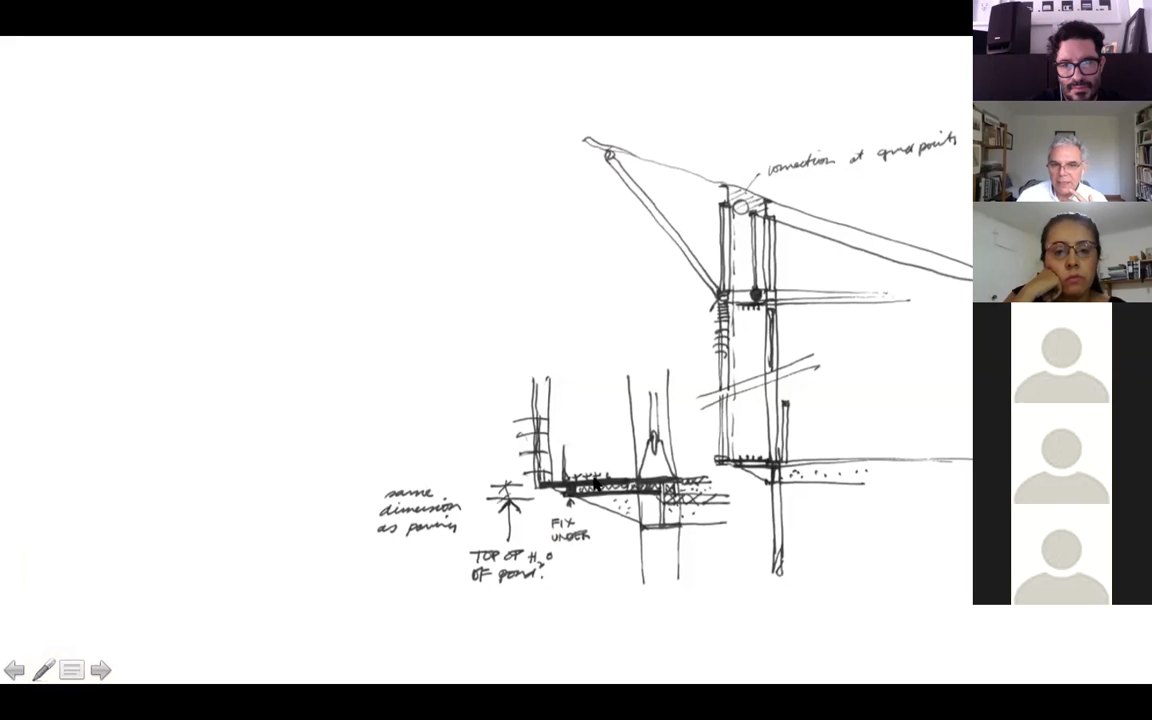 connection at grid points
same
dimension
as paving
FIX
UNDER
TOP OF H2O
OF pond.